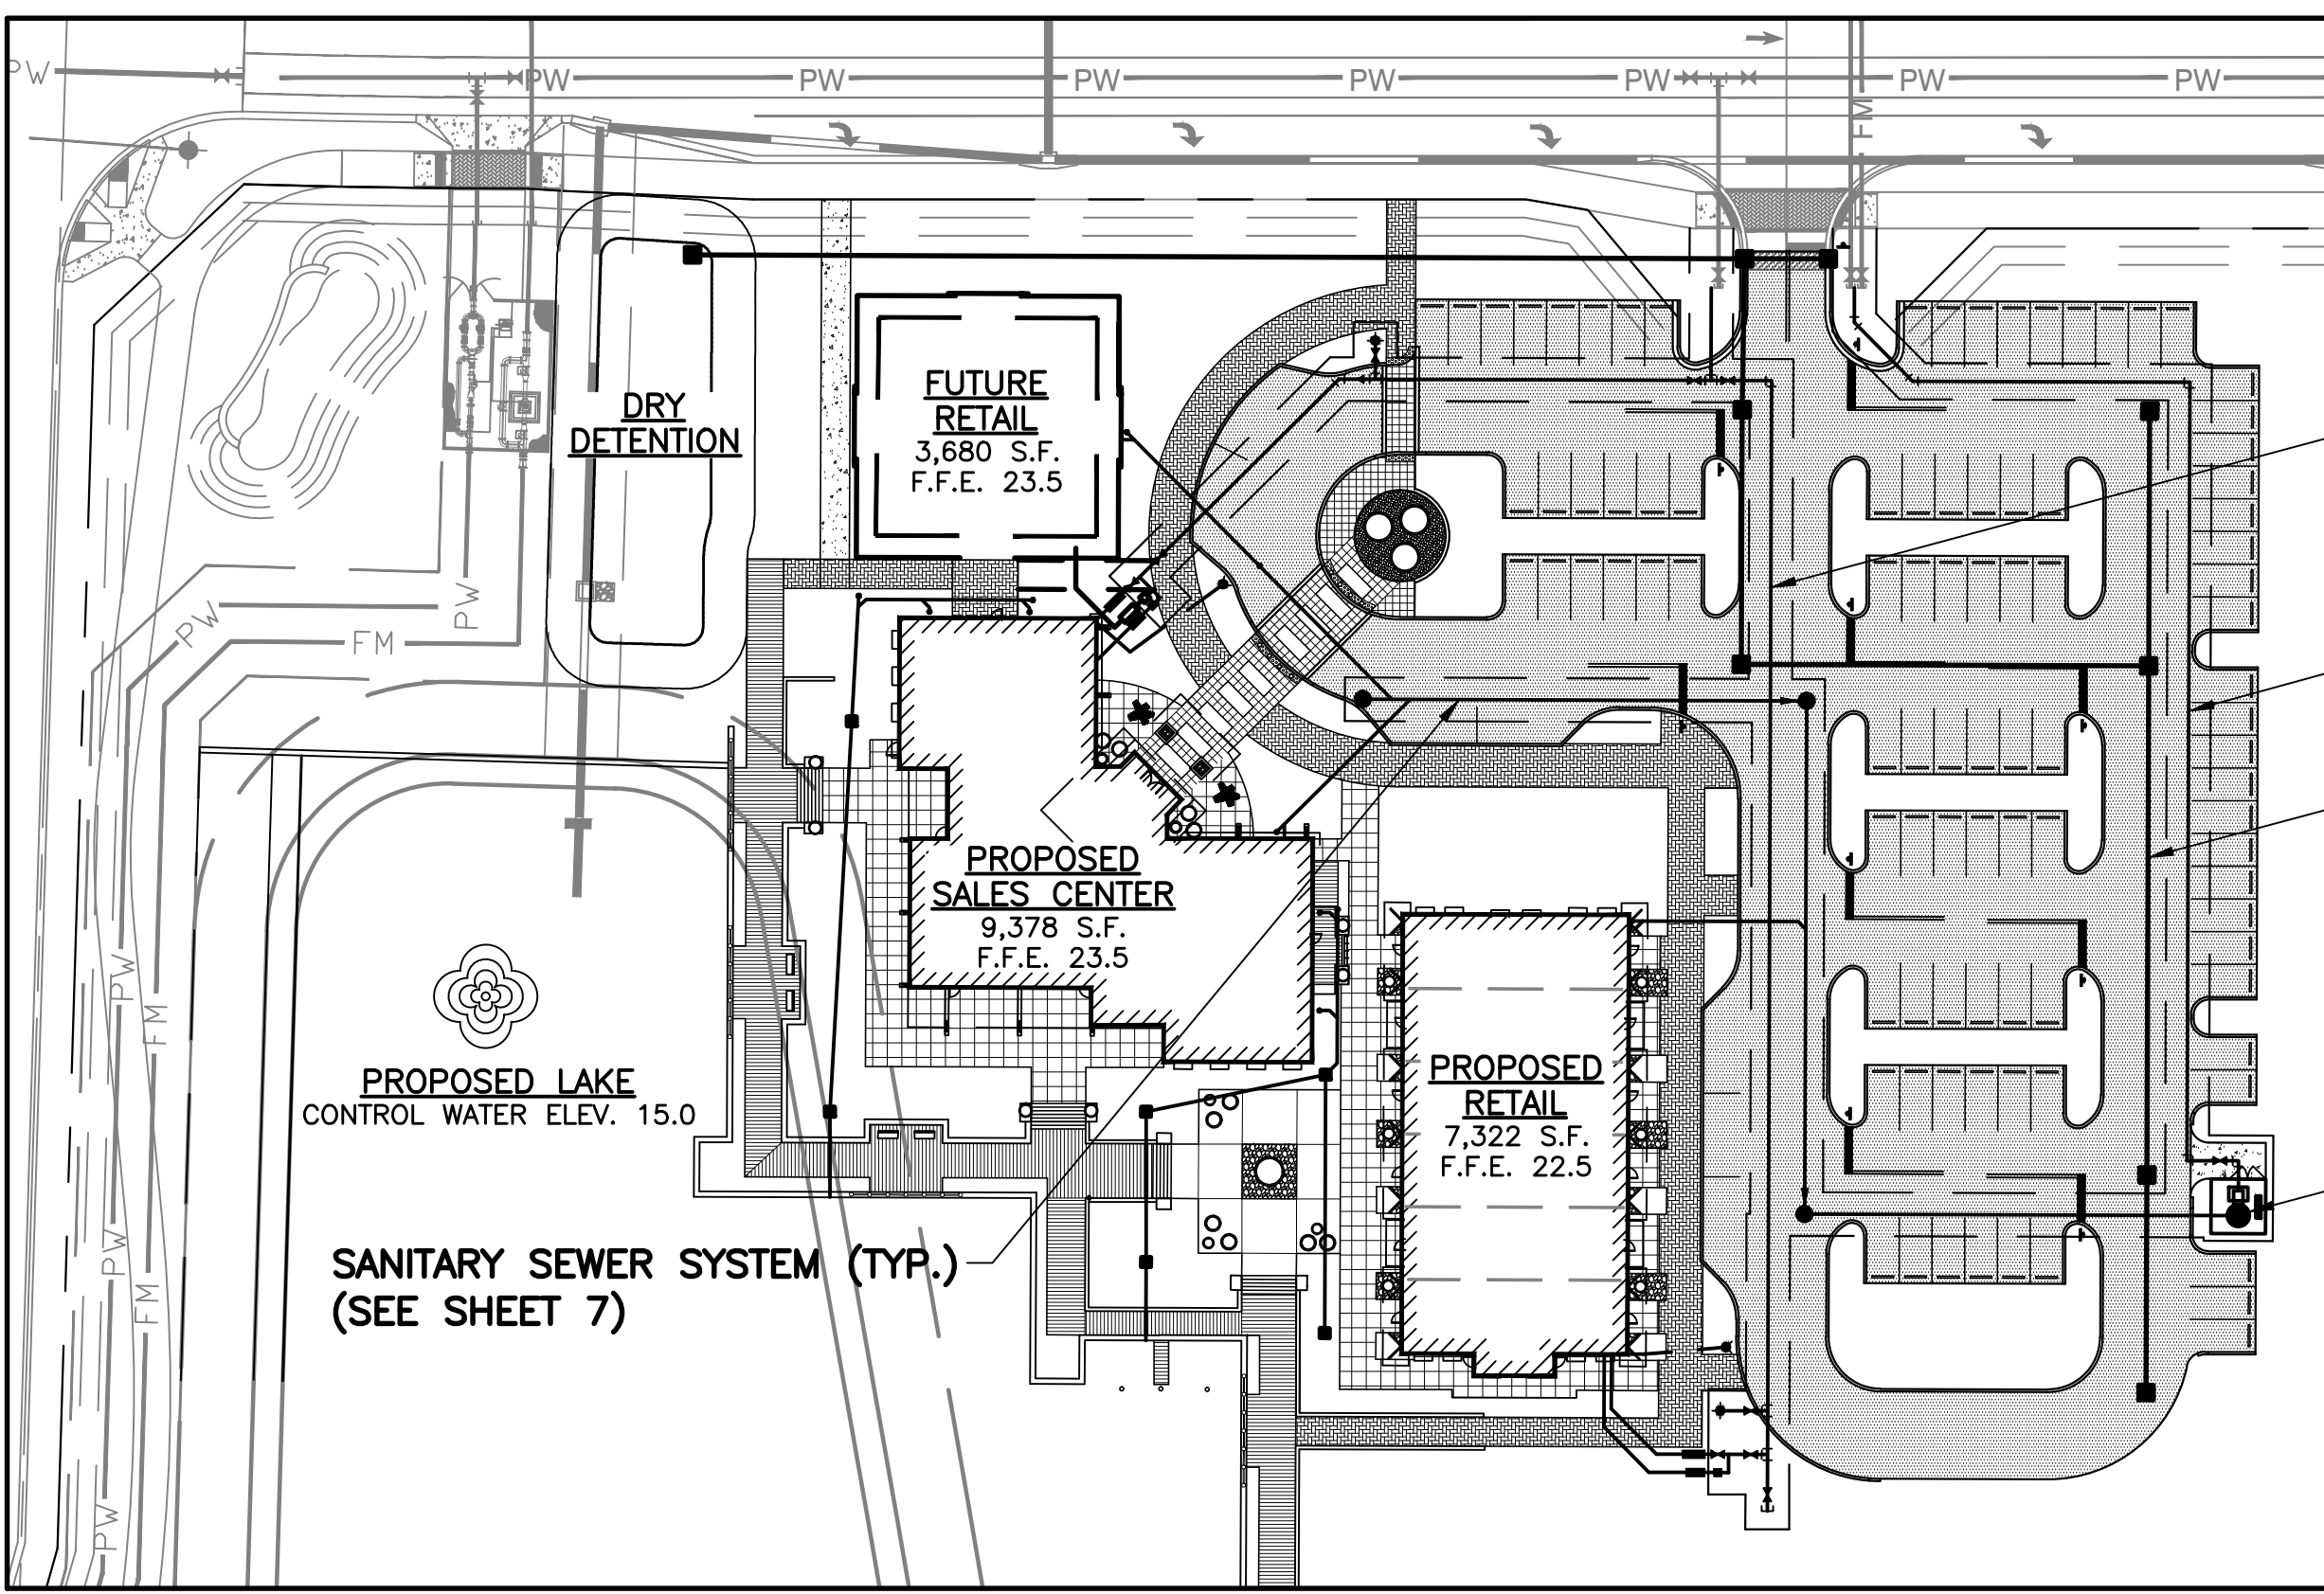 PW
PW
PW
PW
PW
PW
PW
PW
FM
FUTURE
RETAIL
3,680 S.F.
F.F.E. 23.5
DRY
DETENTION
PW
PW
FM
PROPOSED
SALES CENTER
9,378 S.F.
F.F.E. 23.5
PW
FM
PROPOSED LAKE
CONTROL WATER ELEV. 15.0
PROPOSED
RETAIL
7,322 S.F.
F.F.E. 22.5
SANITARY SEWER SYSTEM (TYP.)
(SEE SHEET 7)
PW
FM
PW